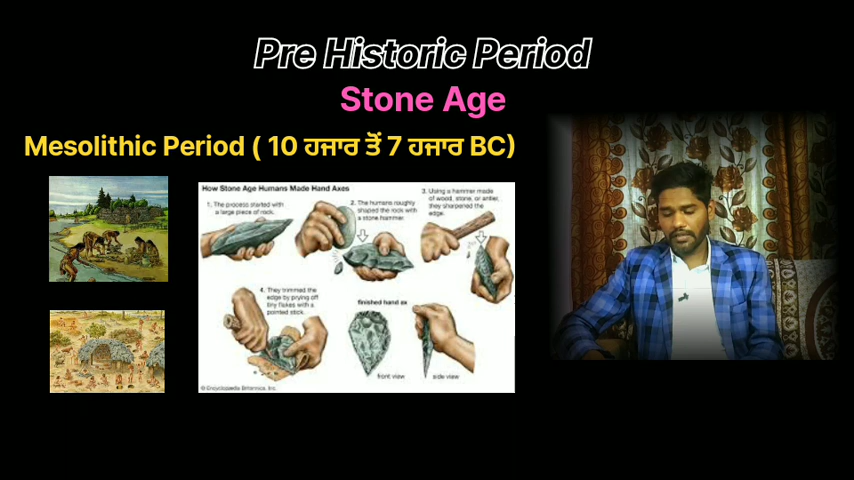 Pre Historic Period
Stone Age
Mesolithic Period ( 10 ਹਜਾਰ ਤੋਂ 7 ਹਜਾਰ BC)
How Stone Age Humans Made Hand Axes
1. The process started with
a large piece of rock.
2. The humans roughly
shaped the rock with
a stone hammer.
3. Using a hammer made
of wood, stone, or antler,
they sharpened the
edge.
4. They trimmed the
edge by prying off
tiny flakes with a
pointed stick.
finished hand ax
front view
side view
© Encyclopædia Britannica, Inc.